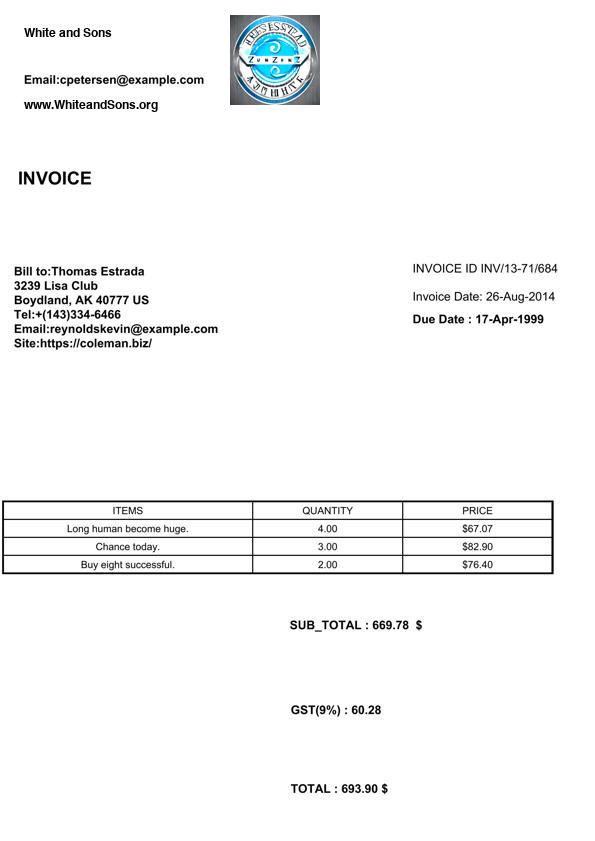 White and Sons
Email:cpetersen@example.com
www.WhiteandSons.org
ZUNZENZ
INVOICE
Bill to:Thomas Estrada
3239 Lisa Club
Boydland, AK 40777 US
Tel:+(143)334-6466
Email:reynoldskevin@example.com
Site:https://coleman.biz/
INVOICE ID INV/13-71/684
Invoice Date: 26-Aug-2014
Due Date : 17-Apr-1999
ITEMS QUANTITY PRICE
Long human become huge. 4.00 $67.07
Chance today. 3.00 $82.90
Buy eight successful. 2.00 $76.40
SUB_TOTAL : 669.78 $
GST(9%) : 60.28
TOTAL : 693.90 $